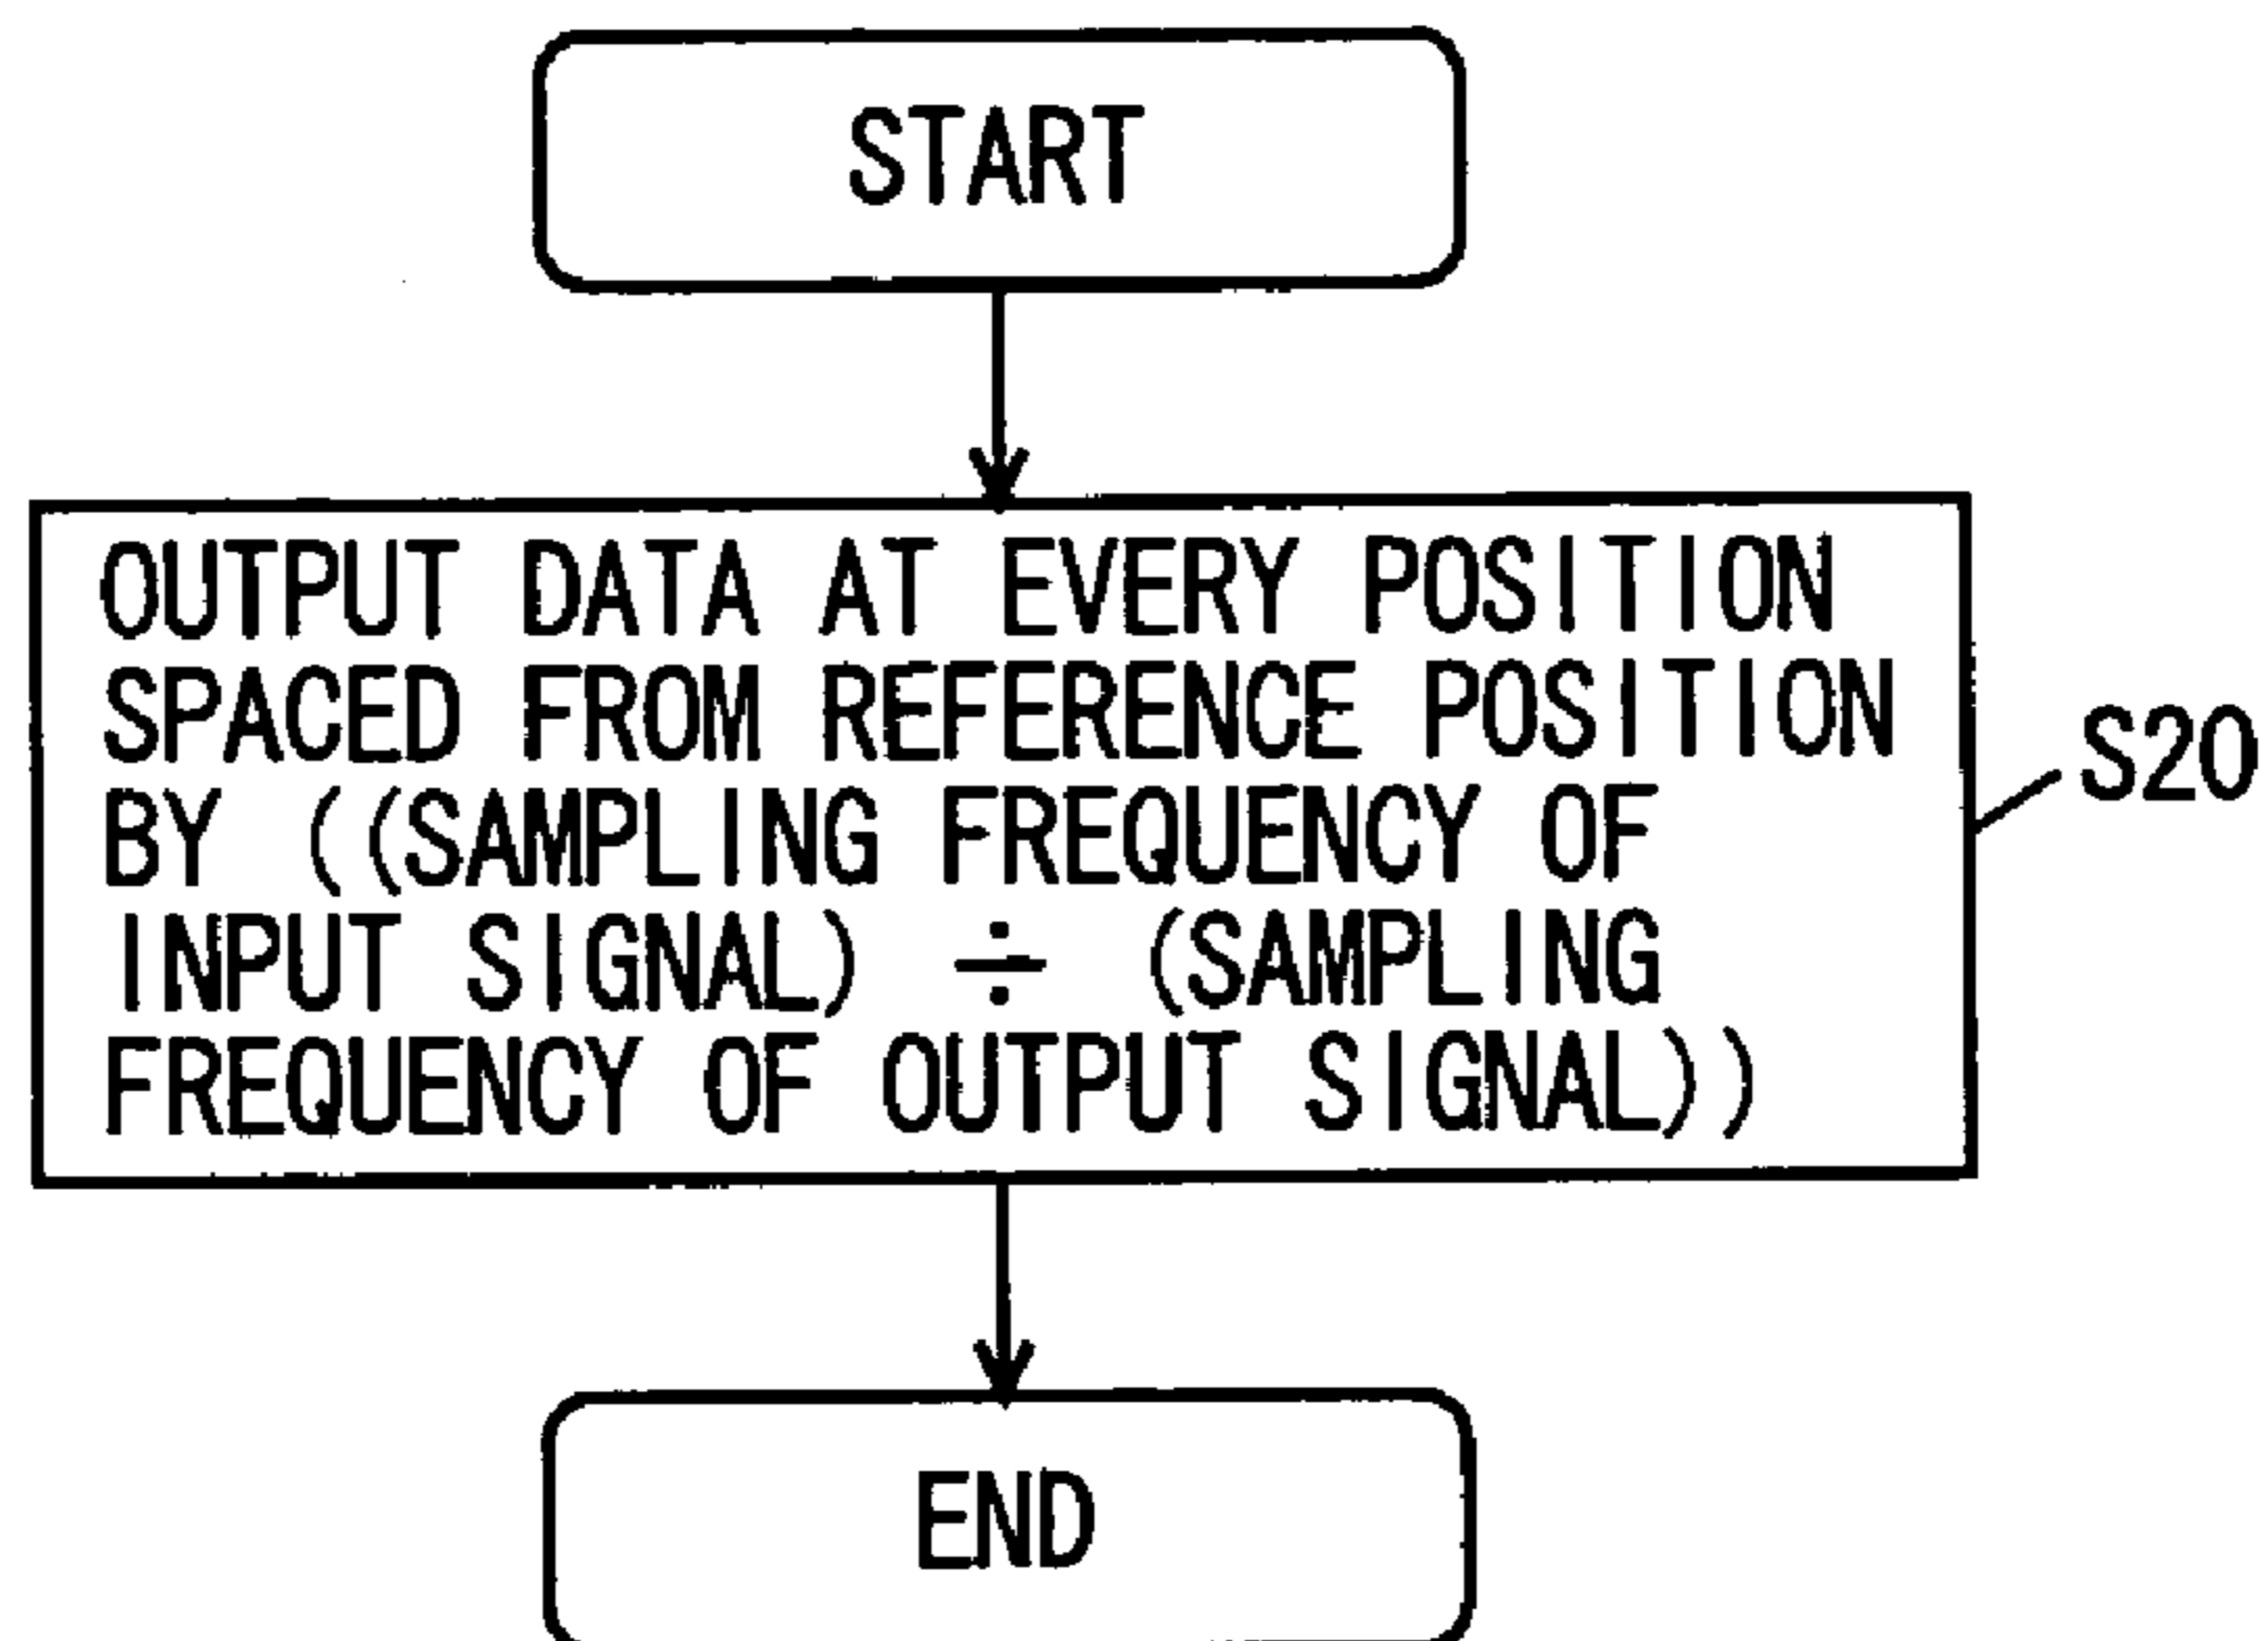 START
OUTPUT DATA AT EVERY POSITION
SPACED FROM REFERENCE POSITION
BY ((SAMPLING FREQUENCY OF
INPUT SIGNAL) ÷ (SAMPLING
FREQUENCY OF OUTPUT SIGNAL))
S20
END